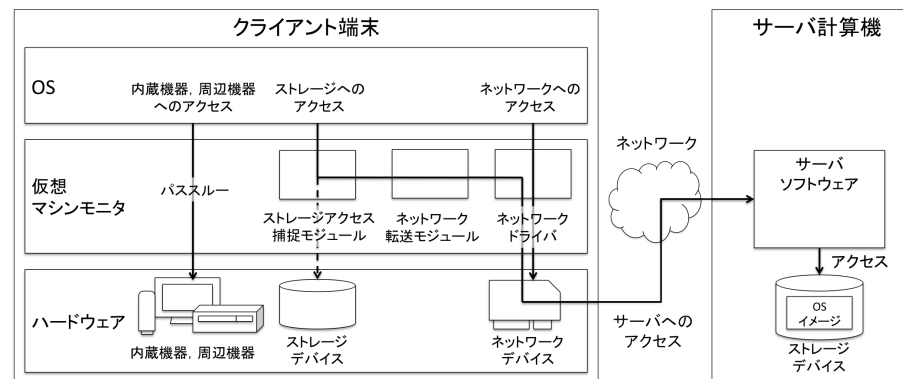 クライアント端末
サーバ計算機
OS
内蔵機器，周辺機器
へのアクセス
ストレージへの
アクセス
ネットワークへの
アクセス
ネットワーク
仮想
マシンモニタ
パススルー
ストレージアクセス
捕捉モジュール
ネットワーク
転送モジュール
ネットワーク
ドライバ
サーバ
ソフトウェア
アクセス
ハードウェア
内蔵機器，周辺機器
ストレージ
デバイス
ネットワーク
デバイス
サーバへの
アクセス
OS
イメージ
ストレージ
デバイス